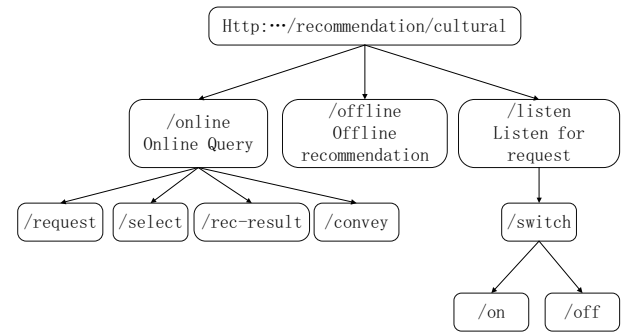 Http:···/recommendation/cultural
/online
Online Query
/offline
Offline
recommendation
/listen
Listen for
request
/request
/select
/rec-result
/convey
/switch
/on
/off